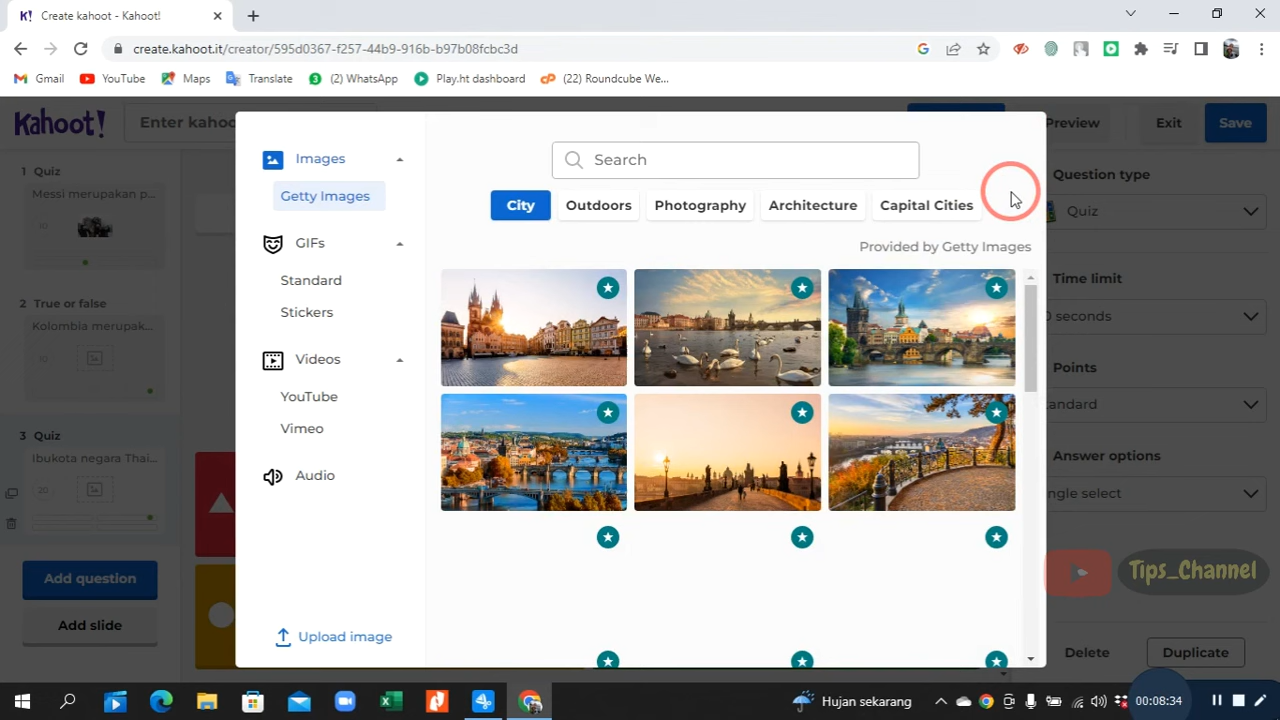 Create kahoot - Kahoot!
create.kahoot.it/creator/595d0367-f257-44b9-916b-b97b08fcbc3d
Gmail YouTube Maps Translate (2) WhatsApp Play.ht dashboard (22) Roundcube We...
Kahoot! Enter kahoo Preview Exit Save
1 Quiz
Messi merupakan p...
10
2 True or false
Kolombia merupak...
10
3 Quiz
Ibukota negara Thai...
20
Add question
Add slide
Images
Getty Images
GIFs
Standard
Stickers
Videos
YouTube
Vimeo
Audio
Upload image
Search
City Outdoors Photography Architecture Capital Cities
Provided by Getty Images
Question type
Quiz
Time limit
0 seconds
Points
tandard
Answer options
ngle select
Tips_Channel
Delete Duplicate
Hujan sekarang
00:08:34